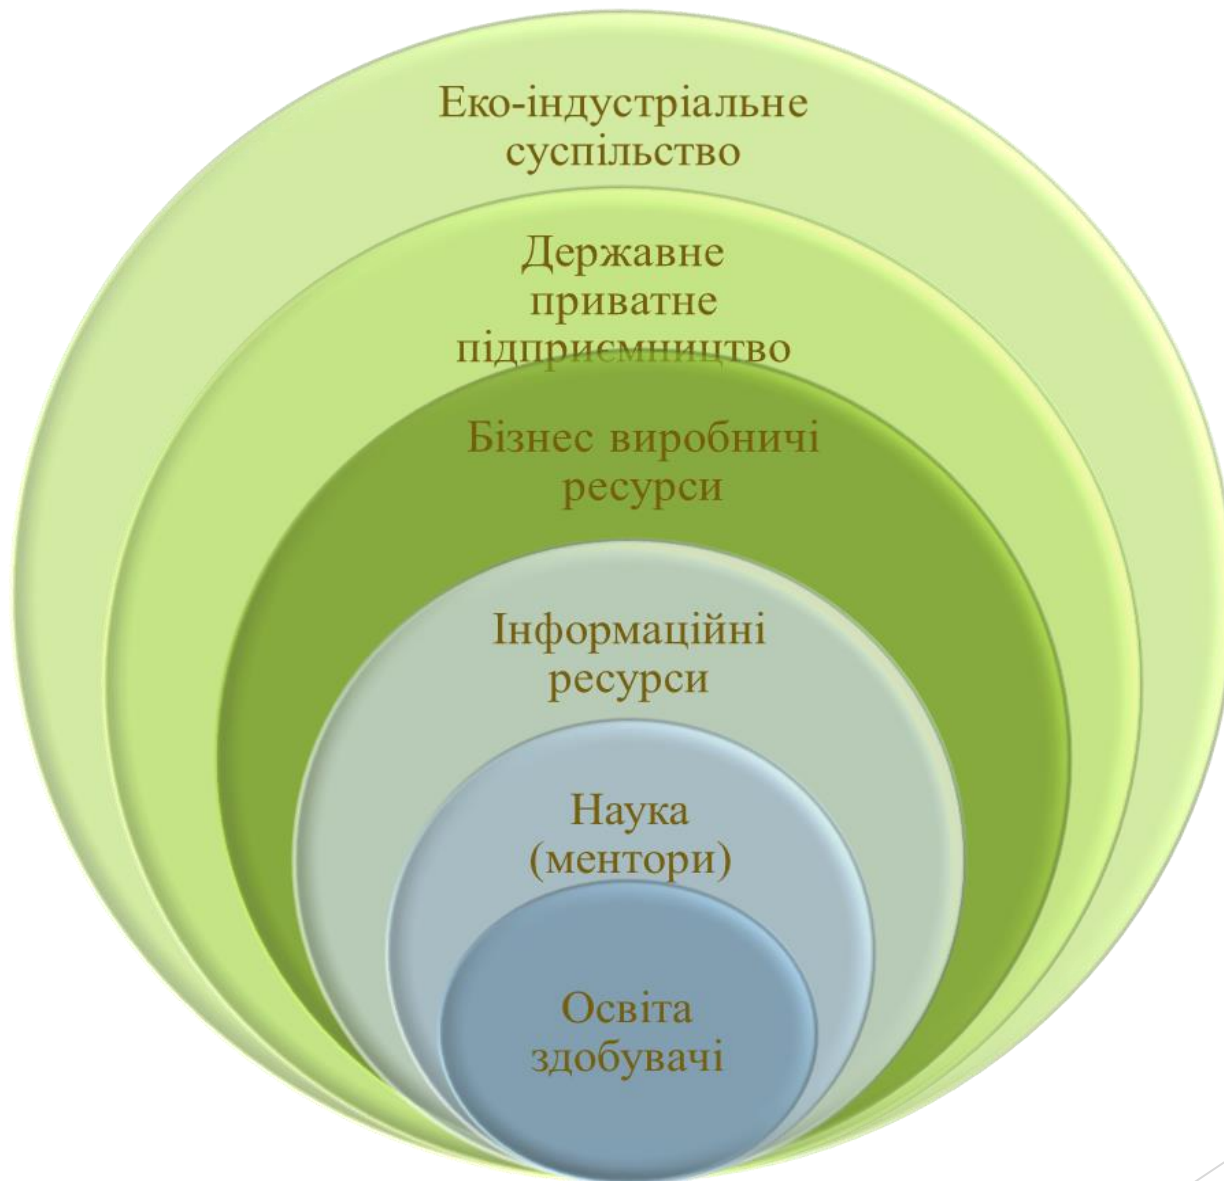 Еко-індустріальне
суспільство
Державне
приватне
підприємництво
Бізнес виробничі
ресурси
Інформаційні
ресурси
Наука
(ментори)
Освіта
здобувачі